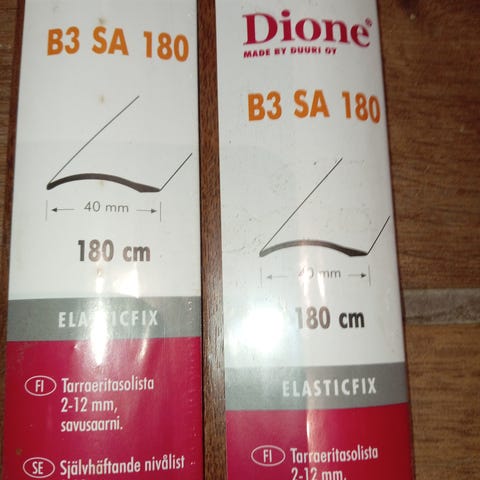 B3 SA 180
40 mm
180 cm
ELASTICFIX
FI Tarraeritasolista
2-12 mm,
savusaarni.
SE Självhäftande nivålist
Dione®
MADE BY DUURI OY
B3 SA 180
40 mm
180 cm
ELASTICFIX
FI Tarraeritasolista
2-12 mm,